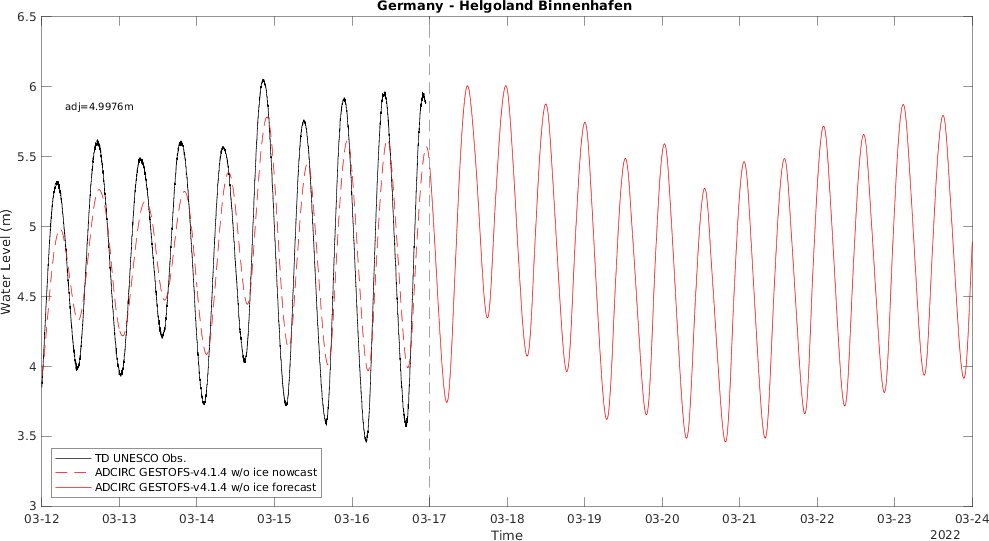 Germany - Helgoland Binnenhafen
6.5
6
5.5
5
4.5
4
3.5
3
Water Level (m)
adj=4.9976m
TD UNESCO Obs.
ADCIRC GESTOFS-v4.1.4 w/o ice nowcast
ADCIRC GESTOFS-v4.1.4 w/o ice forecast
03-12 03-13 03-14 03-15 03-16 03-17 03-18 03-19 03-20 03-21 03-22 03-23 03-24
Time
2022